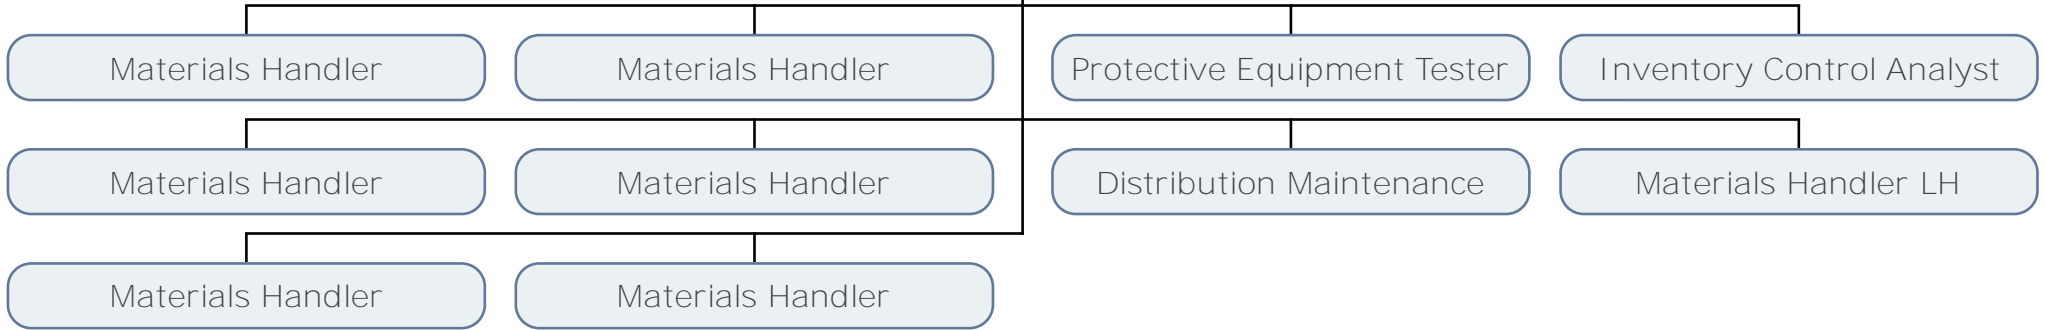 Materials Handler
Materials Handler
Protective Equipment Tester
Inventory Control Analyst
Materials Handler
Materials Handler
Distribution Maintenance
Materials Handler LH
Materials Handler
Materials Handler